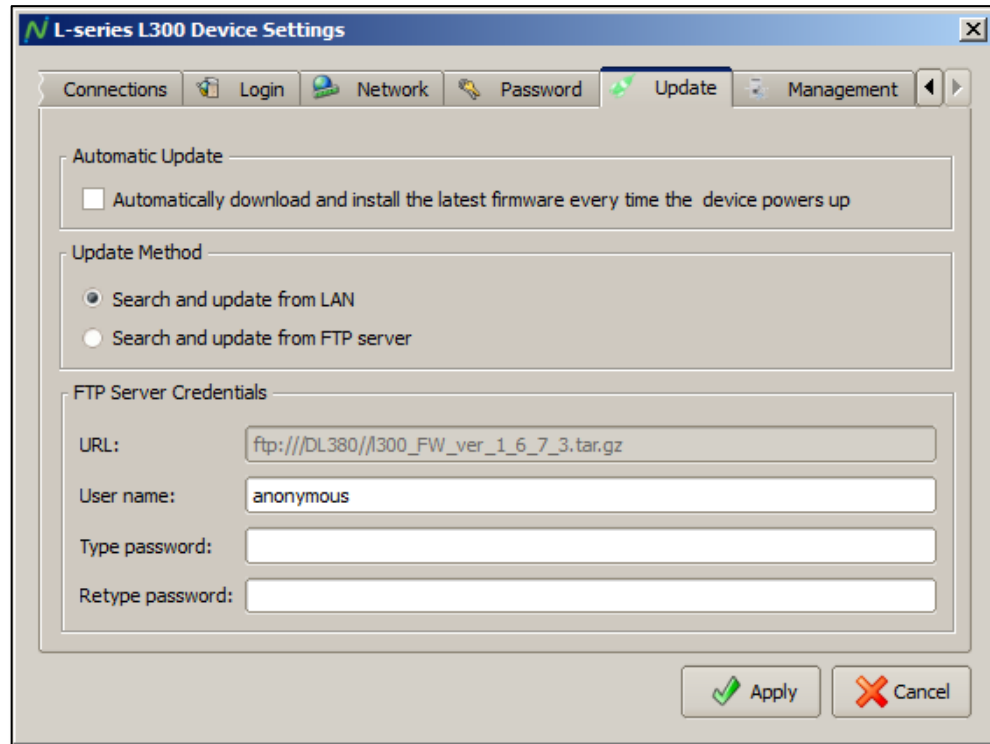 L-series L300 Device Settings
Connections Login Network Password Update Management
Automatic Update
Automatically download and install the latest firmware every time the device powers up
Update Method
Search and update from LAN
Search and update from FTP server
FTP Server Credentials
URL: ftp:///DL380//l300_FW_ver_1_6_7_3.tar.gz
User name: anonymous
Type password:
Retype password:
Apply Cancel